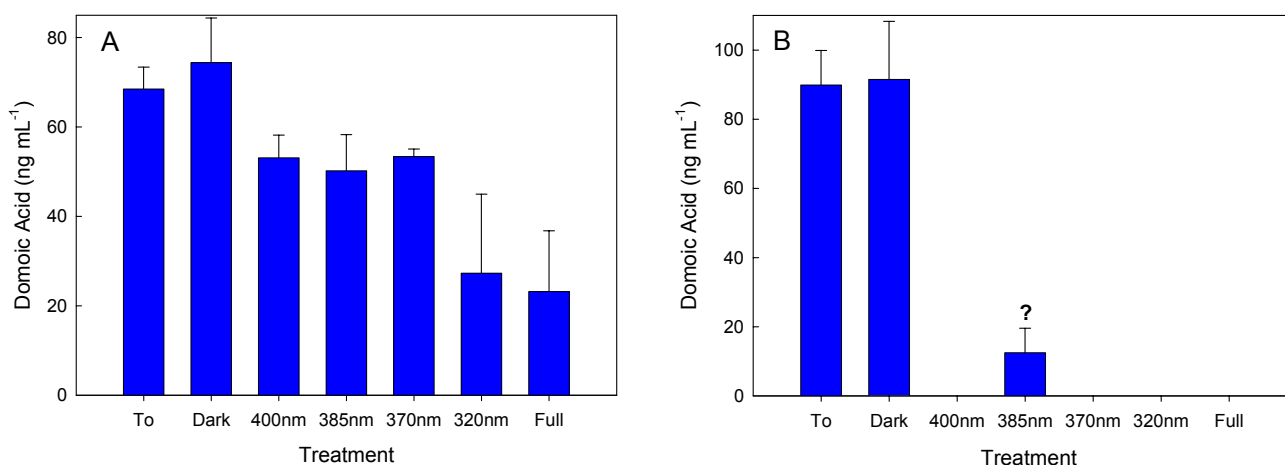 A
Domoic Acid (ng mL⁻¹)
80
60
40
20
0
To Dark 400nm 385nm 370nm 320nm Full
Treatment
B
Domoic Acid (ng mL⁻¹)
100
80
60
40
20
0
?
To Dark 400nm 385nm 370nm 320nm Full
Treatment